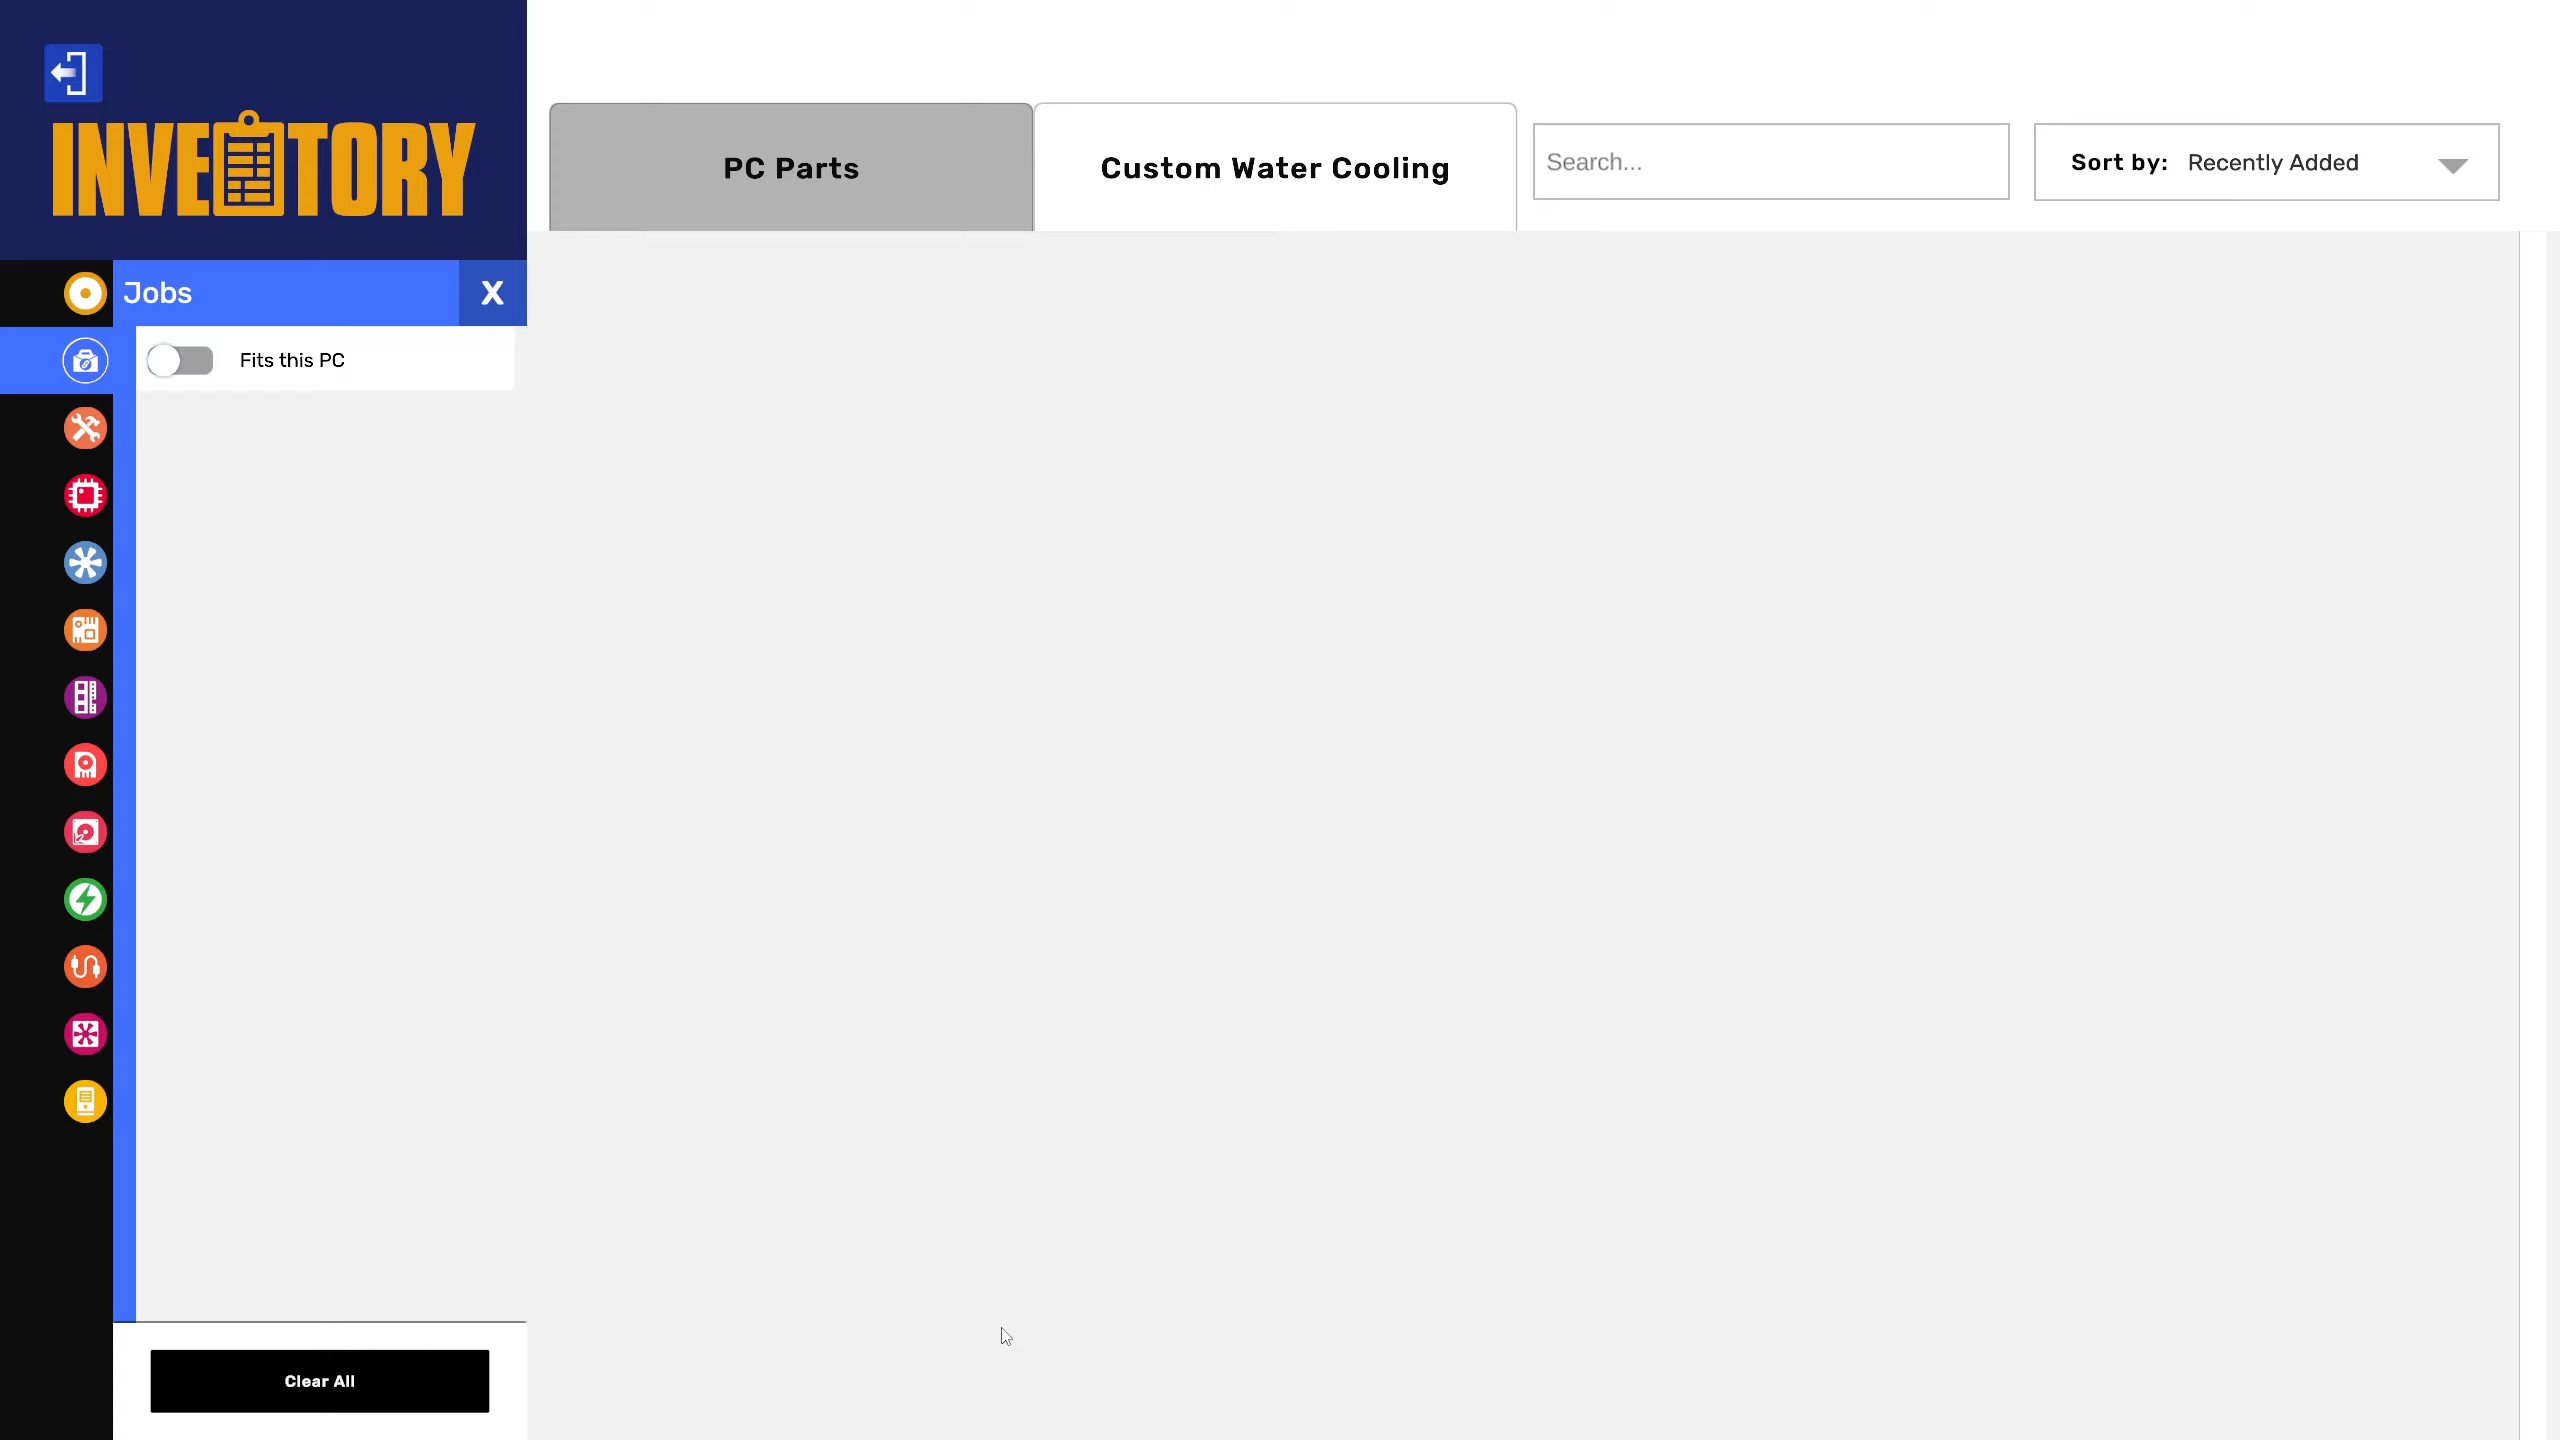 INVENTORY
PC Parts
Custom Water Cooling
Search...
Sort by: Recently Added
Jobs
X
Fits this PC
Clear All